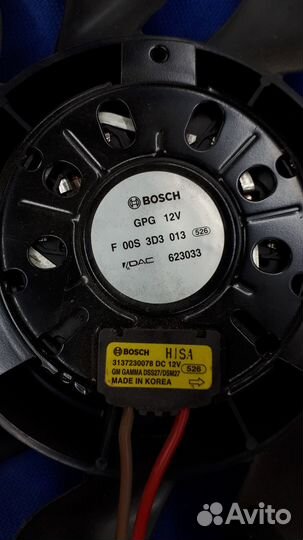 BOSCH
GPG 12V
F 00S 3D3 013 526
DAC 623033
BOSCH HISA
3137230078 DC 12V
GM GAMMA DSS27/DSM27 526
MADE IN KOREA
Avito